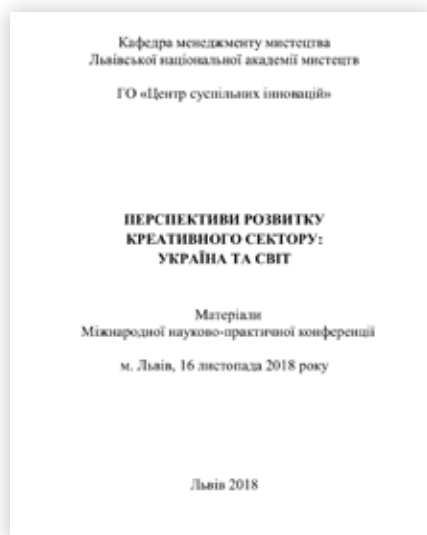 Кафедра менеджменту мистецтва
Львівської національної академії мистецтв
ГО «Центр суспільних інновацій»
ПЕРСПЕКТИВИ РОЗВИТКУ
КРЕАТИВНОГО СЕКТОРУ:
УКРАЇНА ТА СВІТ
Матеріали
Міжнародної науково-практичної конференції
м. Львів, 16 листопада 2018 року
Львів 2018